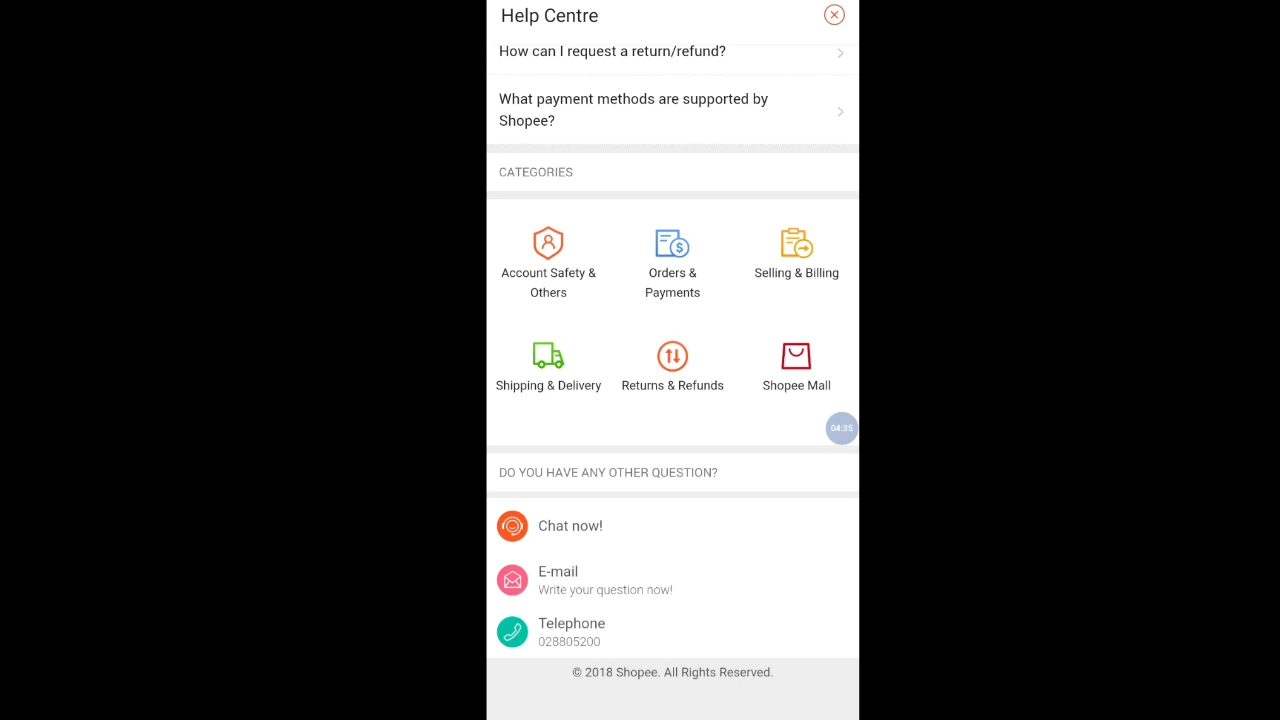 Help Centre
How can I request a return/refund?
What payment methods are supported by
Shopee?
CATEGORIES
Account Safety &
Others
Orders &
Payments
Selling & Billing
Shipping & Delivery
Returns & Refunds
Shopee Mall
04:35
DO YOU HAVE ANY OTHER QUESTION?
Chat now!
E-mail
Write your question now!
Telephone
028805200
© 2018 Shopee. All Rights Reserved.